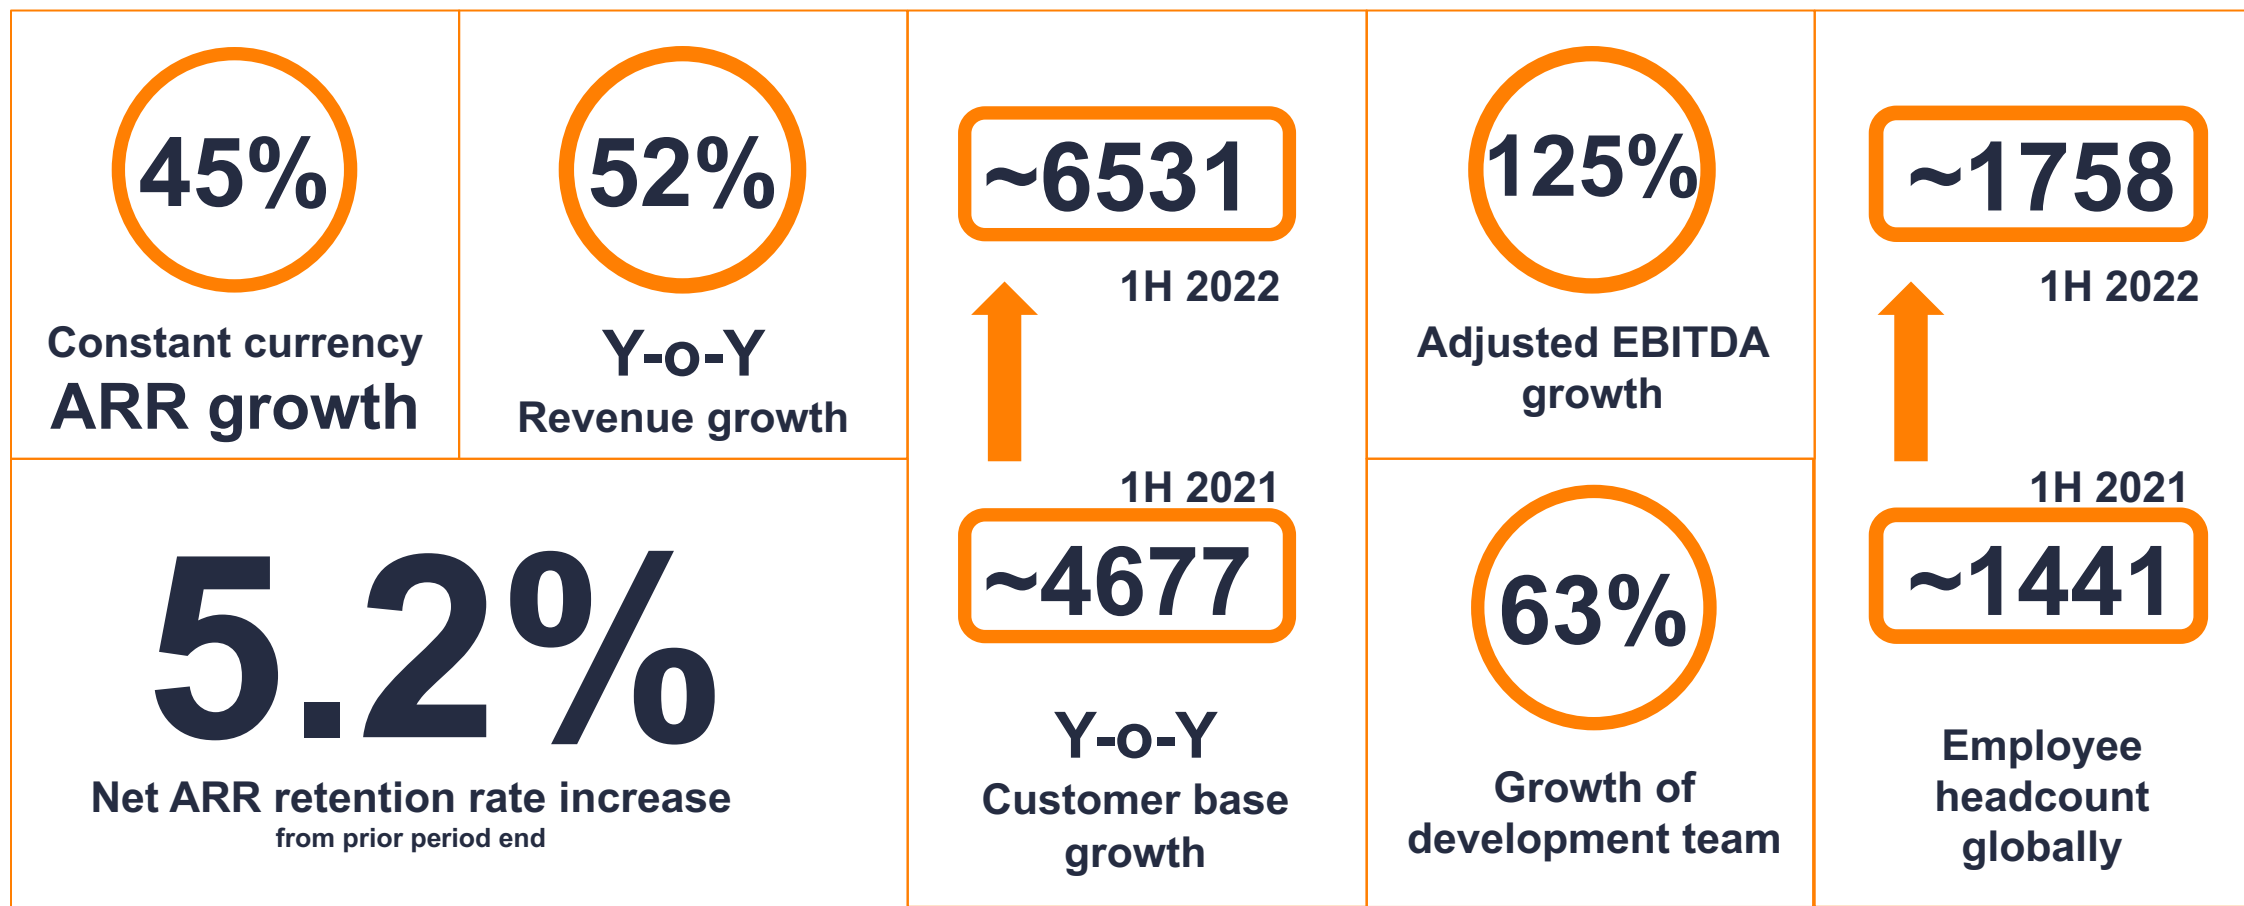 45%
Constant currency
ARR growth
52%
Y-o-Y
Revenue growth
5.2%
Net ARR retention rate increase
from prior period end
~6531
1H 2022
1H 2021
~4677
Y-o-Y
Customer base
growth
125%
Adjusted EBITDA
growth
63%
Growth of
development team
~1758
1H 2022
1H 2021
~1441
Employee
headcount
globally